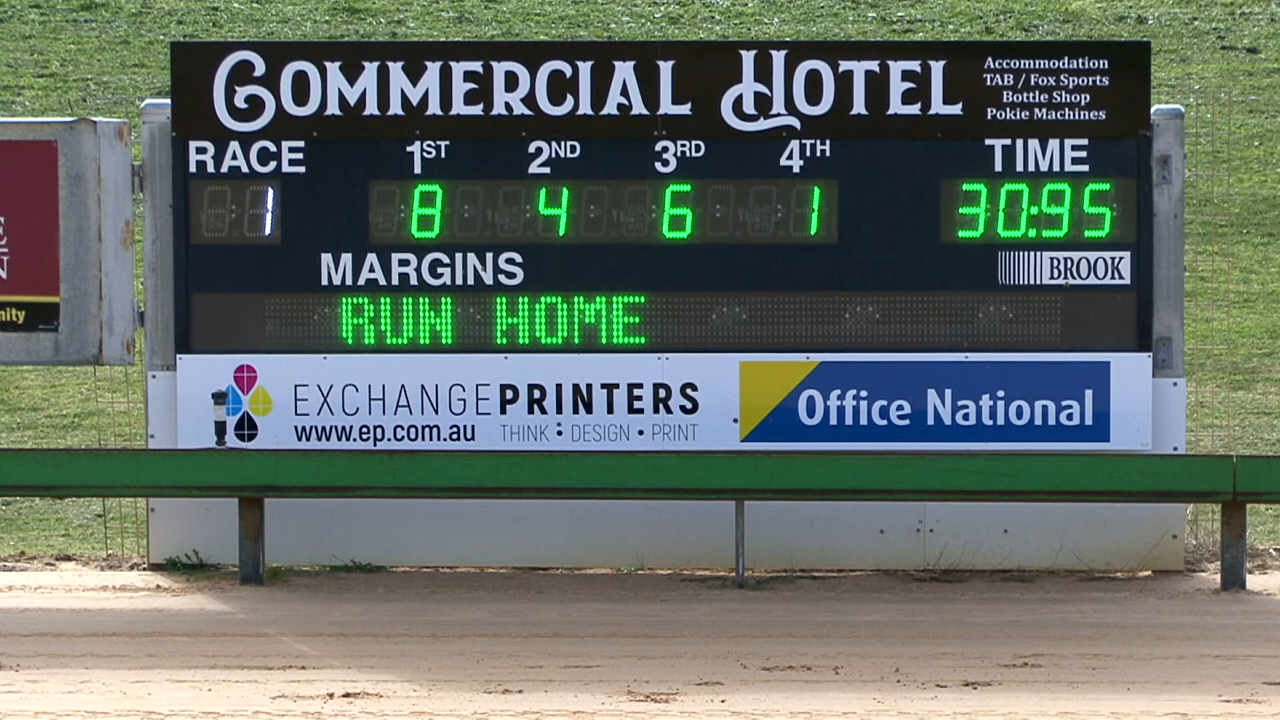 COMMERCIAL HOTEL
Accommodation
TAB / Fox Sports
Bottle Shop
Pokie Machines
RACE 1ST 2ND 3RD 4TH TIME
1 8 4 6 1 30:95
MARGINS
BROOK
RUN HOME
nity
EXCHANGEPRINTERS
www.ep.com.au THINK : DESIGN • PRINT
Office National